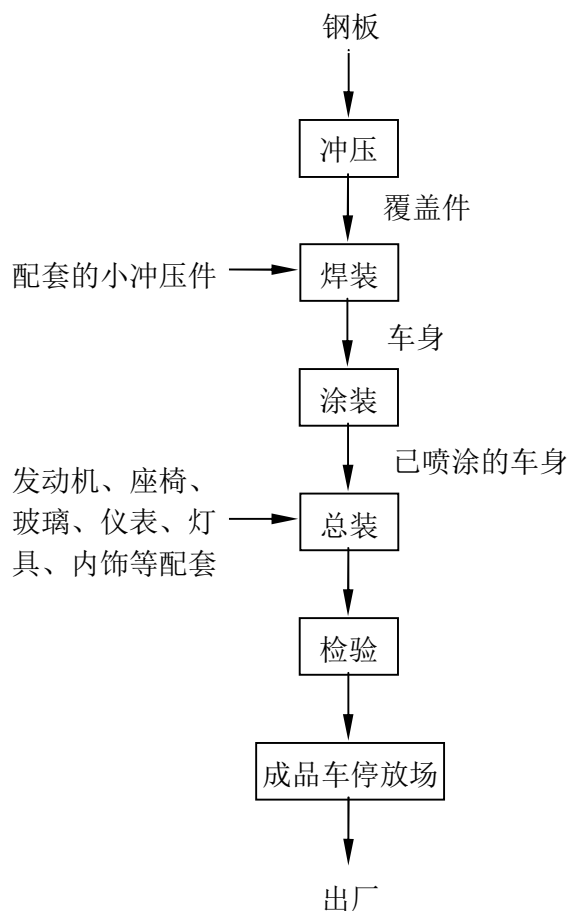 钢板
冲压
覆盖件
配套的小冲压件
焊装
车身
涂装
已喷涂的车身
发动机、座椅、
玻璃、仪表、灯
具、内饰等配套
总装
检验
成品车停放场
出厂